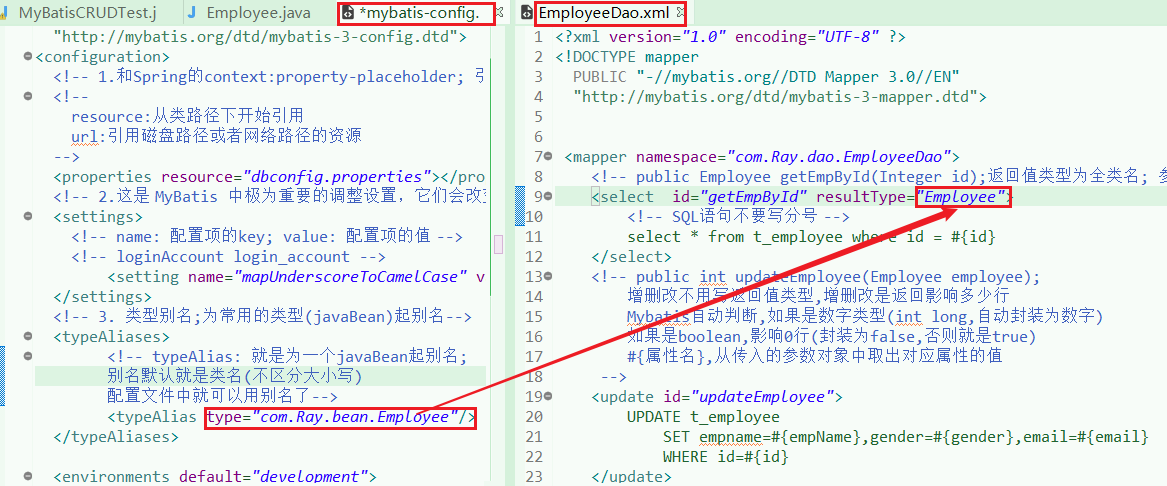 MyBatisCRUDTest.j
Employee.java
*mybatis-config.
"http://mybatis.org/dtd/mybatis-3-config.dtd">
<configuration>
<!-- 1.和Spring的context:property-placeholder; 引
<!--
resource:从类路径下开始引用
url:引用磁盘路径或者网络路径的资源
-->
<properties resource="dbconfig.properties"></pro
<!-- 2.这是 MyBatis 中极为重要的调整设置，它们会改变
<settings>
<!-- name: 配置项的key; value: 配置项的值 -->
<!-- loginAccount login_account -->
<setting name="mapUnderscoreToCamelCase" v
</settings>
<!-- 3. 类型别名;为常用的类型(javaBean)起别名-->
<typeAliases>
<!-- typeAlias: 就是为一个javaBean起别名;
别名默认就是类名(不区分大小写)
配置文件中就可以用别名了-->
<typeAlias type="com.Ray.bean.Employee"/>
</typeAliases>
<environments default="development">
EmployeeDao.xml
1 <?xml version="1.0" encoding="UTF-8" ?>
2 <!DOCTYPE mapper
3 PUBLIC "-//mybatis.org//DTD Mapper 3.0//EN"
4 "http://mybatis.org/dtd/mybatis-3-mapper.dtd">
5
6
7 <mapper namespace="com.Ray.dao.EmployeeDao">
8 <!-- public Employee getEmpById(Integer id);返回值类型为全类名; 参
9 <select id="getEmpById" resultType="Employee">
10 <!-- SQL语句不要写分号 -->
11 select * from t_employee where id = #{id}
12 </select>
13 <!-- public int updateEmployee(Employee employee);
14 增删改不用写返回值类型,增删改是返回影响多少行
15 Mybatis自动判断,如果是数字类型(int long,自动封装为数字)
16 如果是boolean,影响0行(封装为false,否则就是true)
17 #{属性名},从传入的参数对象中取出对应属性的值
18 -->
19 <update id="updateEmployee">
20 UPDATE t_employee
21 SET empname=#{empName},gender=#{gender},email=#{email}
22 WHERE id=#{id}
23 </update>